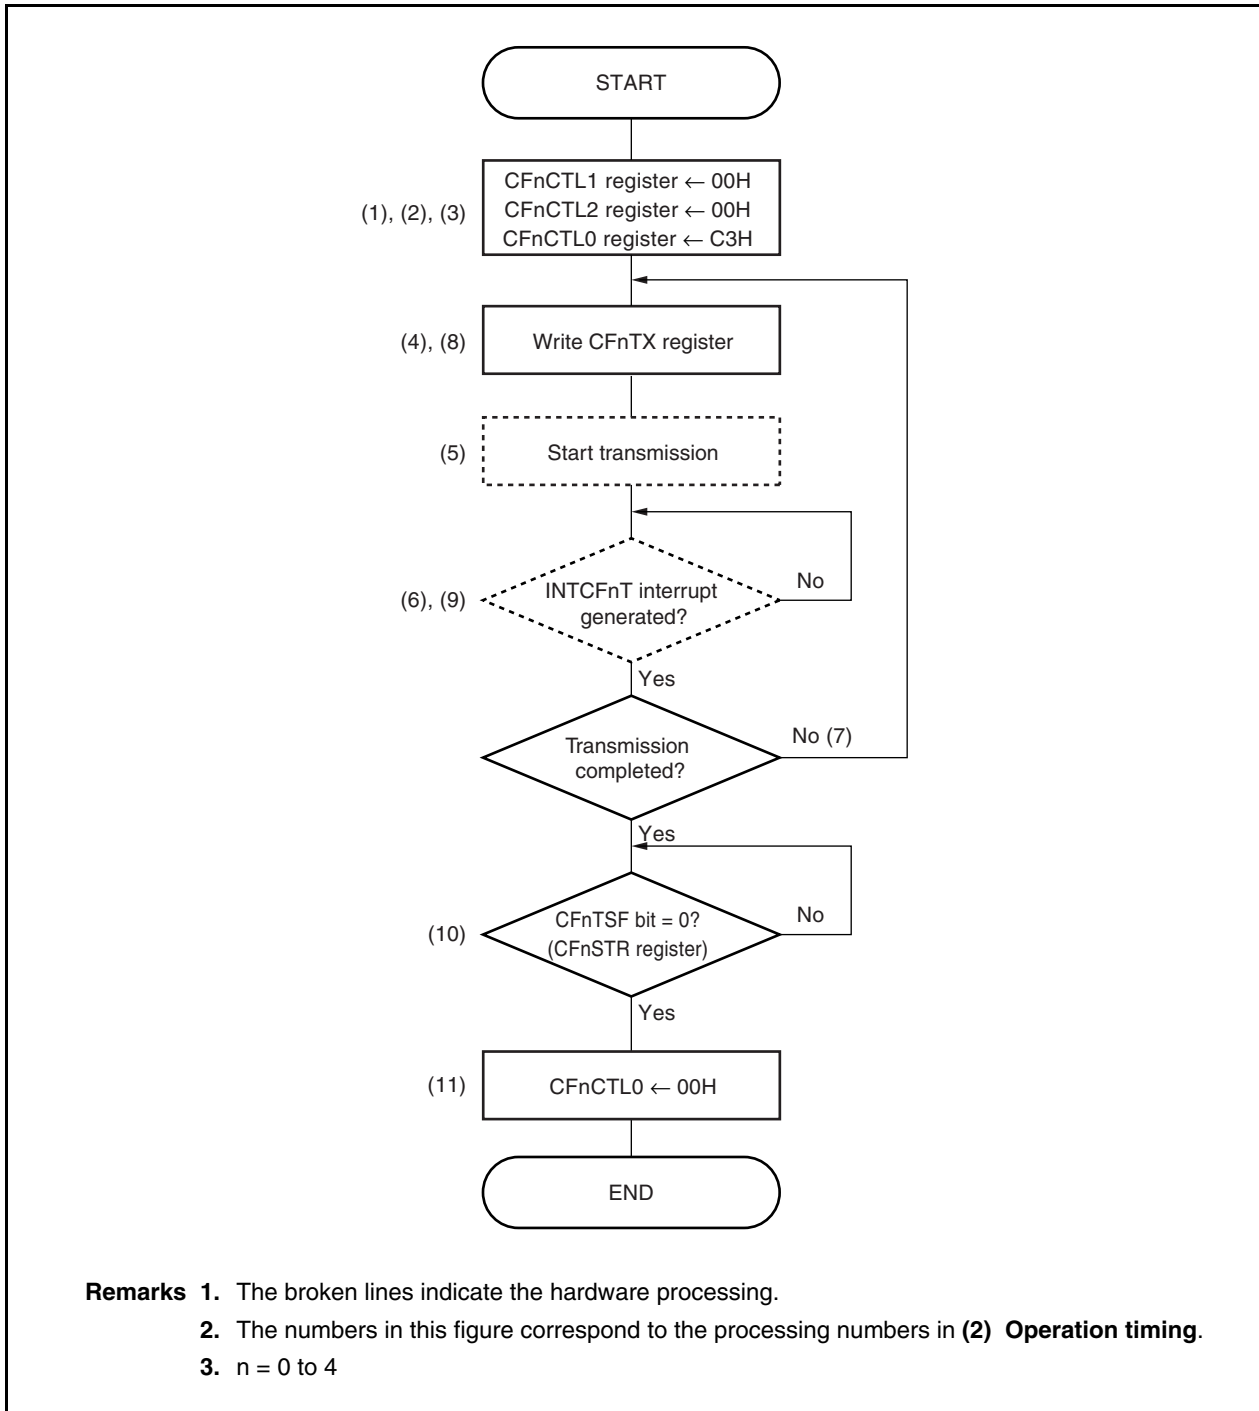 START
CFnCTL1 register ← 00H
CFnCTL2 register ← 00H
(1), (2), (3)
CFnCTL0 register ← C3H
(4), (8)
Write CFnTX register
(5)
Start transmission
INTCFnT interrupt
generated?
(6), (9)
No
Yes
Transmission
completed?
No (7)
Yes
CFnTSF bit = 0?
(CFnSTR register)
(10)
No
Yes
(11)
CFnCTL0 ← 00H
END
Remarks 1. The broken lines indicate the hardware processing.
2. The numbers in this figure correspond to the processing numbers in (2) Operation timing.
3. n = 0 to 4